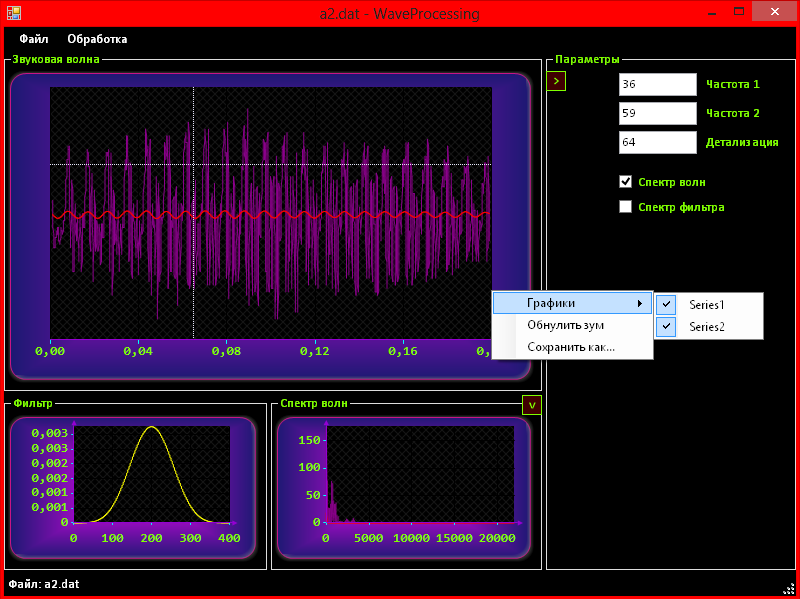 a2.dat - WaveProcessing
Файл Обработка
Звуковая волна
0,00 0,04 0,08 0,12 0,16 0,
Параметры
>
36 Частота 1
59 Частота 2
64 Детализация
Спектр волн
Спектр фильтра
Графики
Обнулить зум
Сохранить как...
Series1
Series2
Фильтр
0,003
0,003
0,002
0,002
0,001
0,001
0
0 100 200 300 400
Спектр волн
v
150
100
50
0
0 5000 10000 15000 20000
Файл: a2.dat